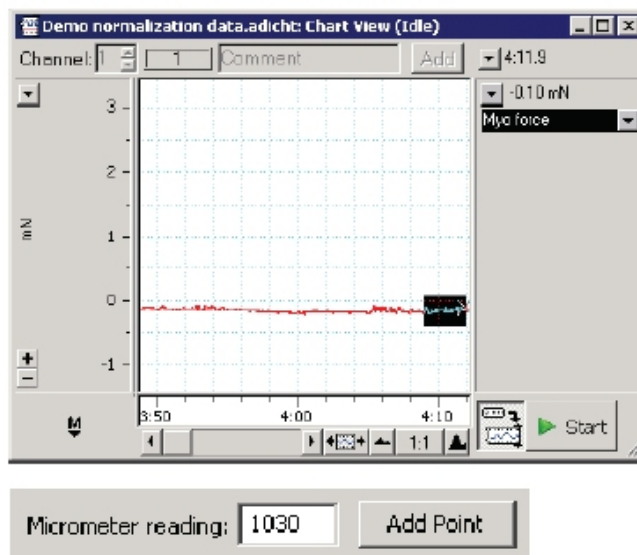 Demo normalization data.adicht: Chart View (Idle)
Channel: 1 1 Comment Add 4:11.9
-0.10 mN
Myo force
3
2
1
0
-1
mN
+
−
M
3:50 4:00 4:10
1:1
Start
Micrometer reading: 1030 Add Point